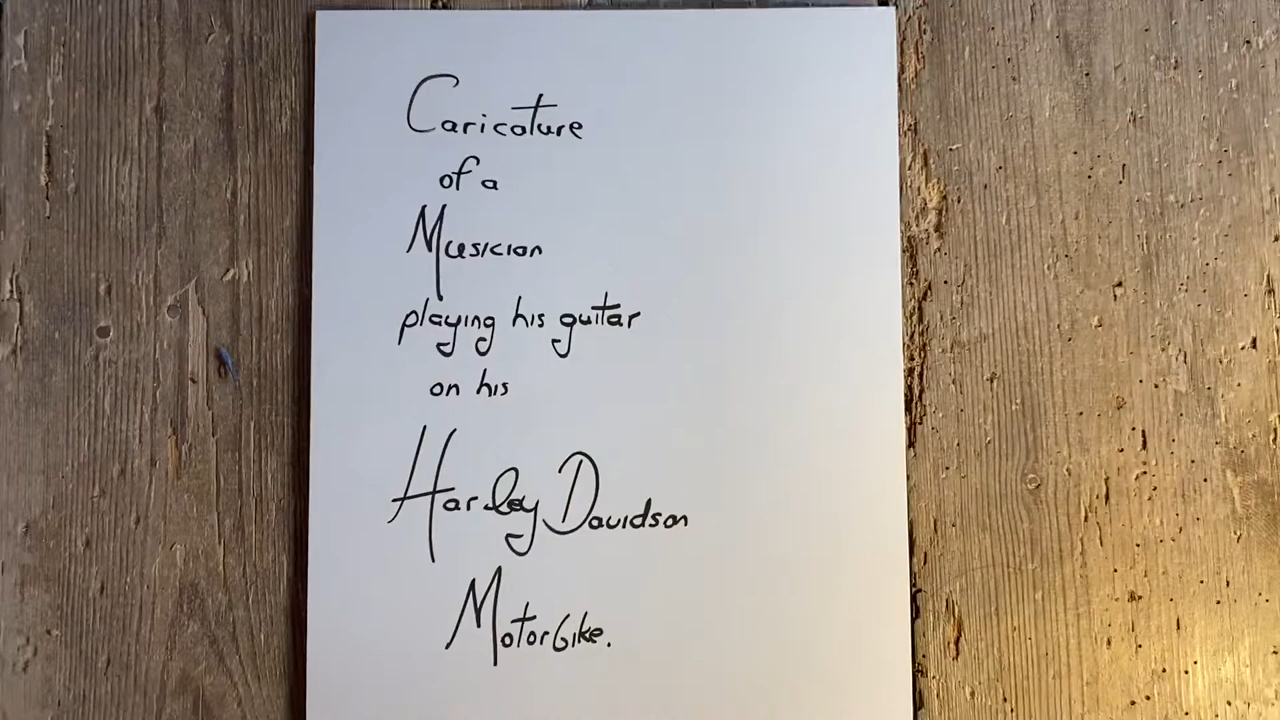 Caricature
of a
Musician
playing his guitar
on his
Harley Davidson
Motorbike.